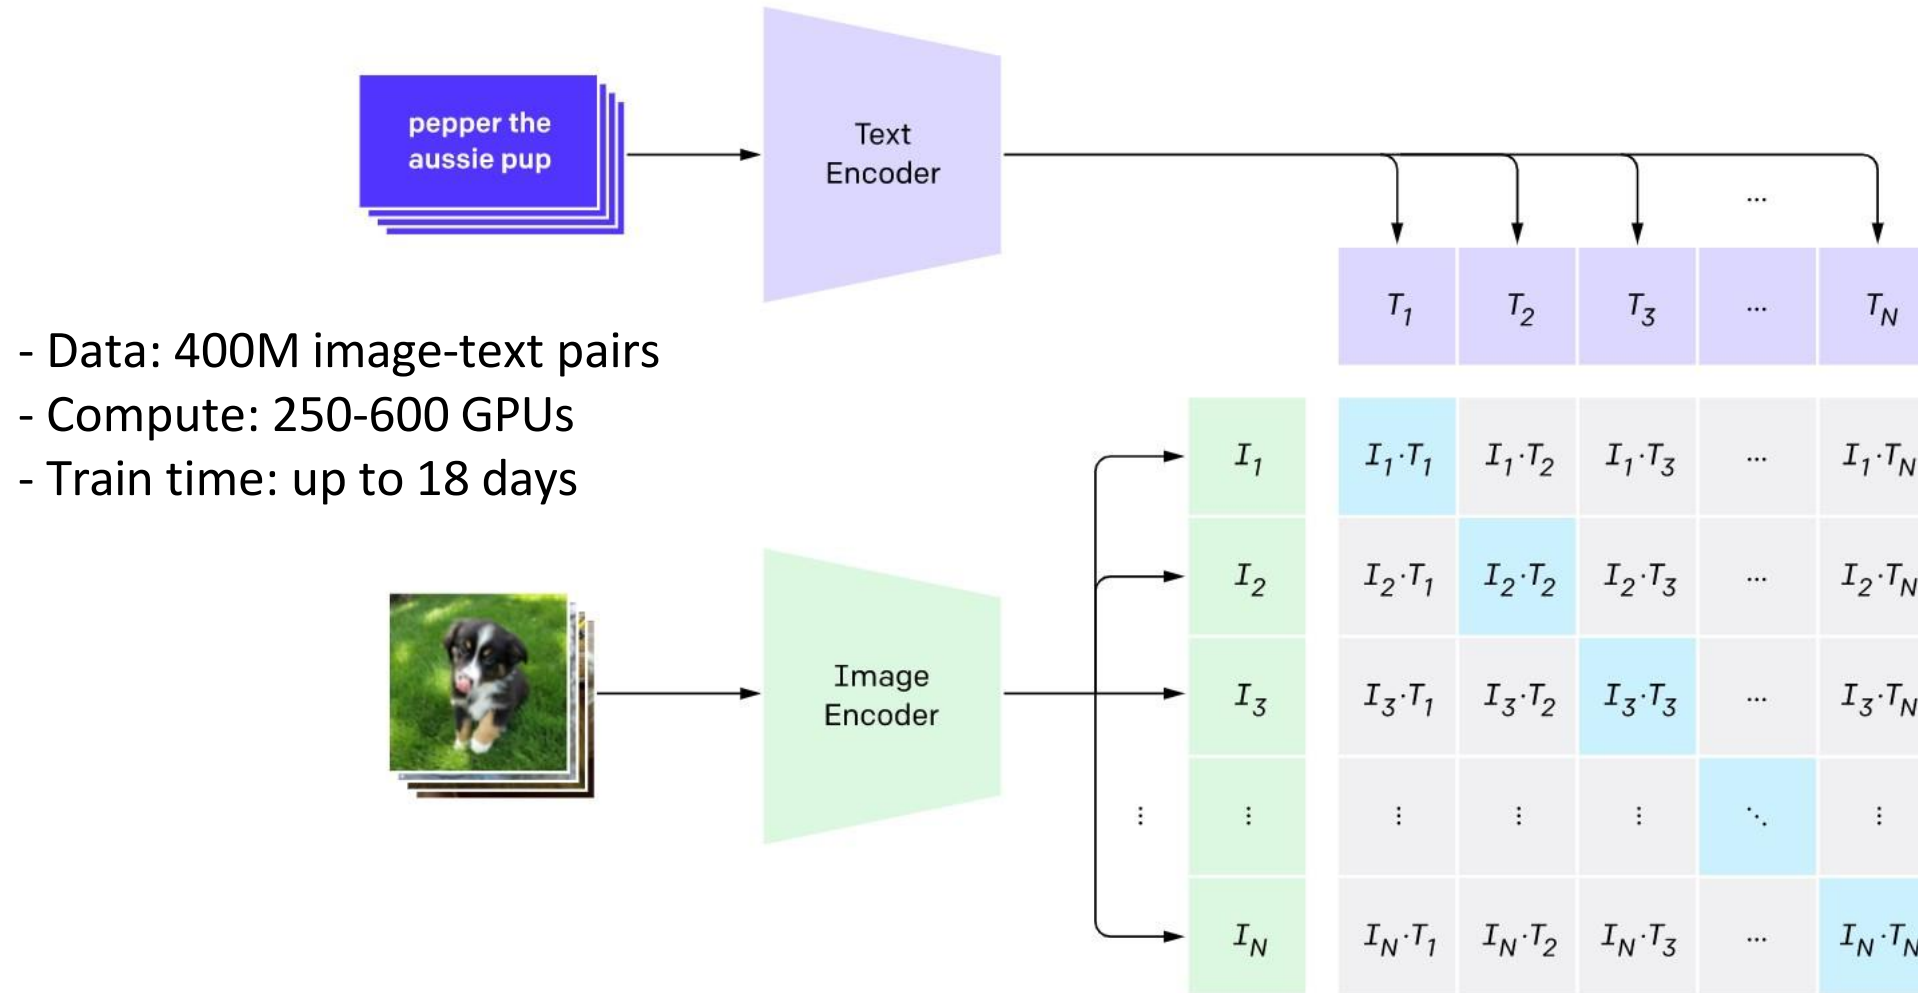 pepper the
aussie pup
Text
Encoder
...
T1 T2 T3 ... TN
- Data: 400M image-text pairs
- Compute: 250-600 GPUs
- Train time: up to 18 days
I1 I1·T1 I1·T2 I1·T3 ... I1·TN
I2 I2·T1 I2·T2 I2·T3 ... I2·TN
Image
Encoder
I3 I3·T1 I3·T2 I3·T3 ... I3·TN
⋮ ⋮ ⋮ ⋮ ⋮ ⋱ ⋮
IN IN·T1 IN·T2 IN·T3 ... IN·TN